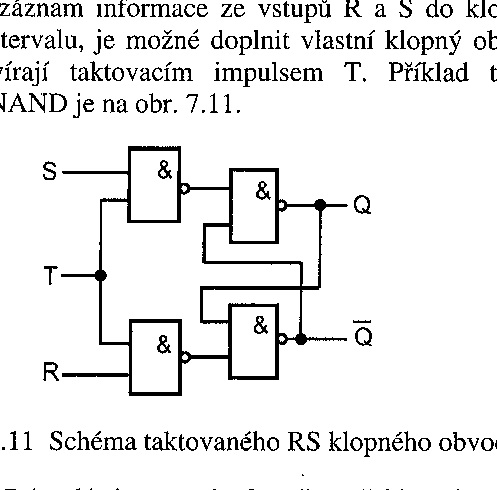 záznam informace ze vstupů R a S do klo
tervalu, je možné doplnit vlastní klopný ob
vírají taktovacím impulsem T. Příklad t
NAND je na obr. 7.11.
S
&
&
Q
T
&
&
Q̅
R
.11 Schéma taktovaného RS klopného obvo